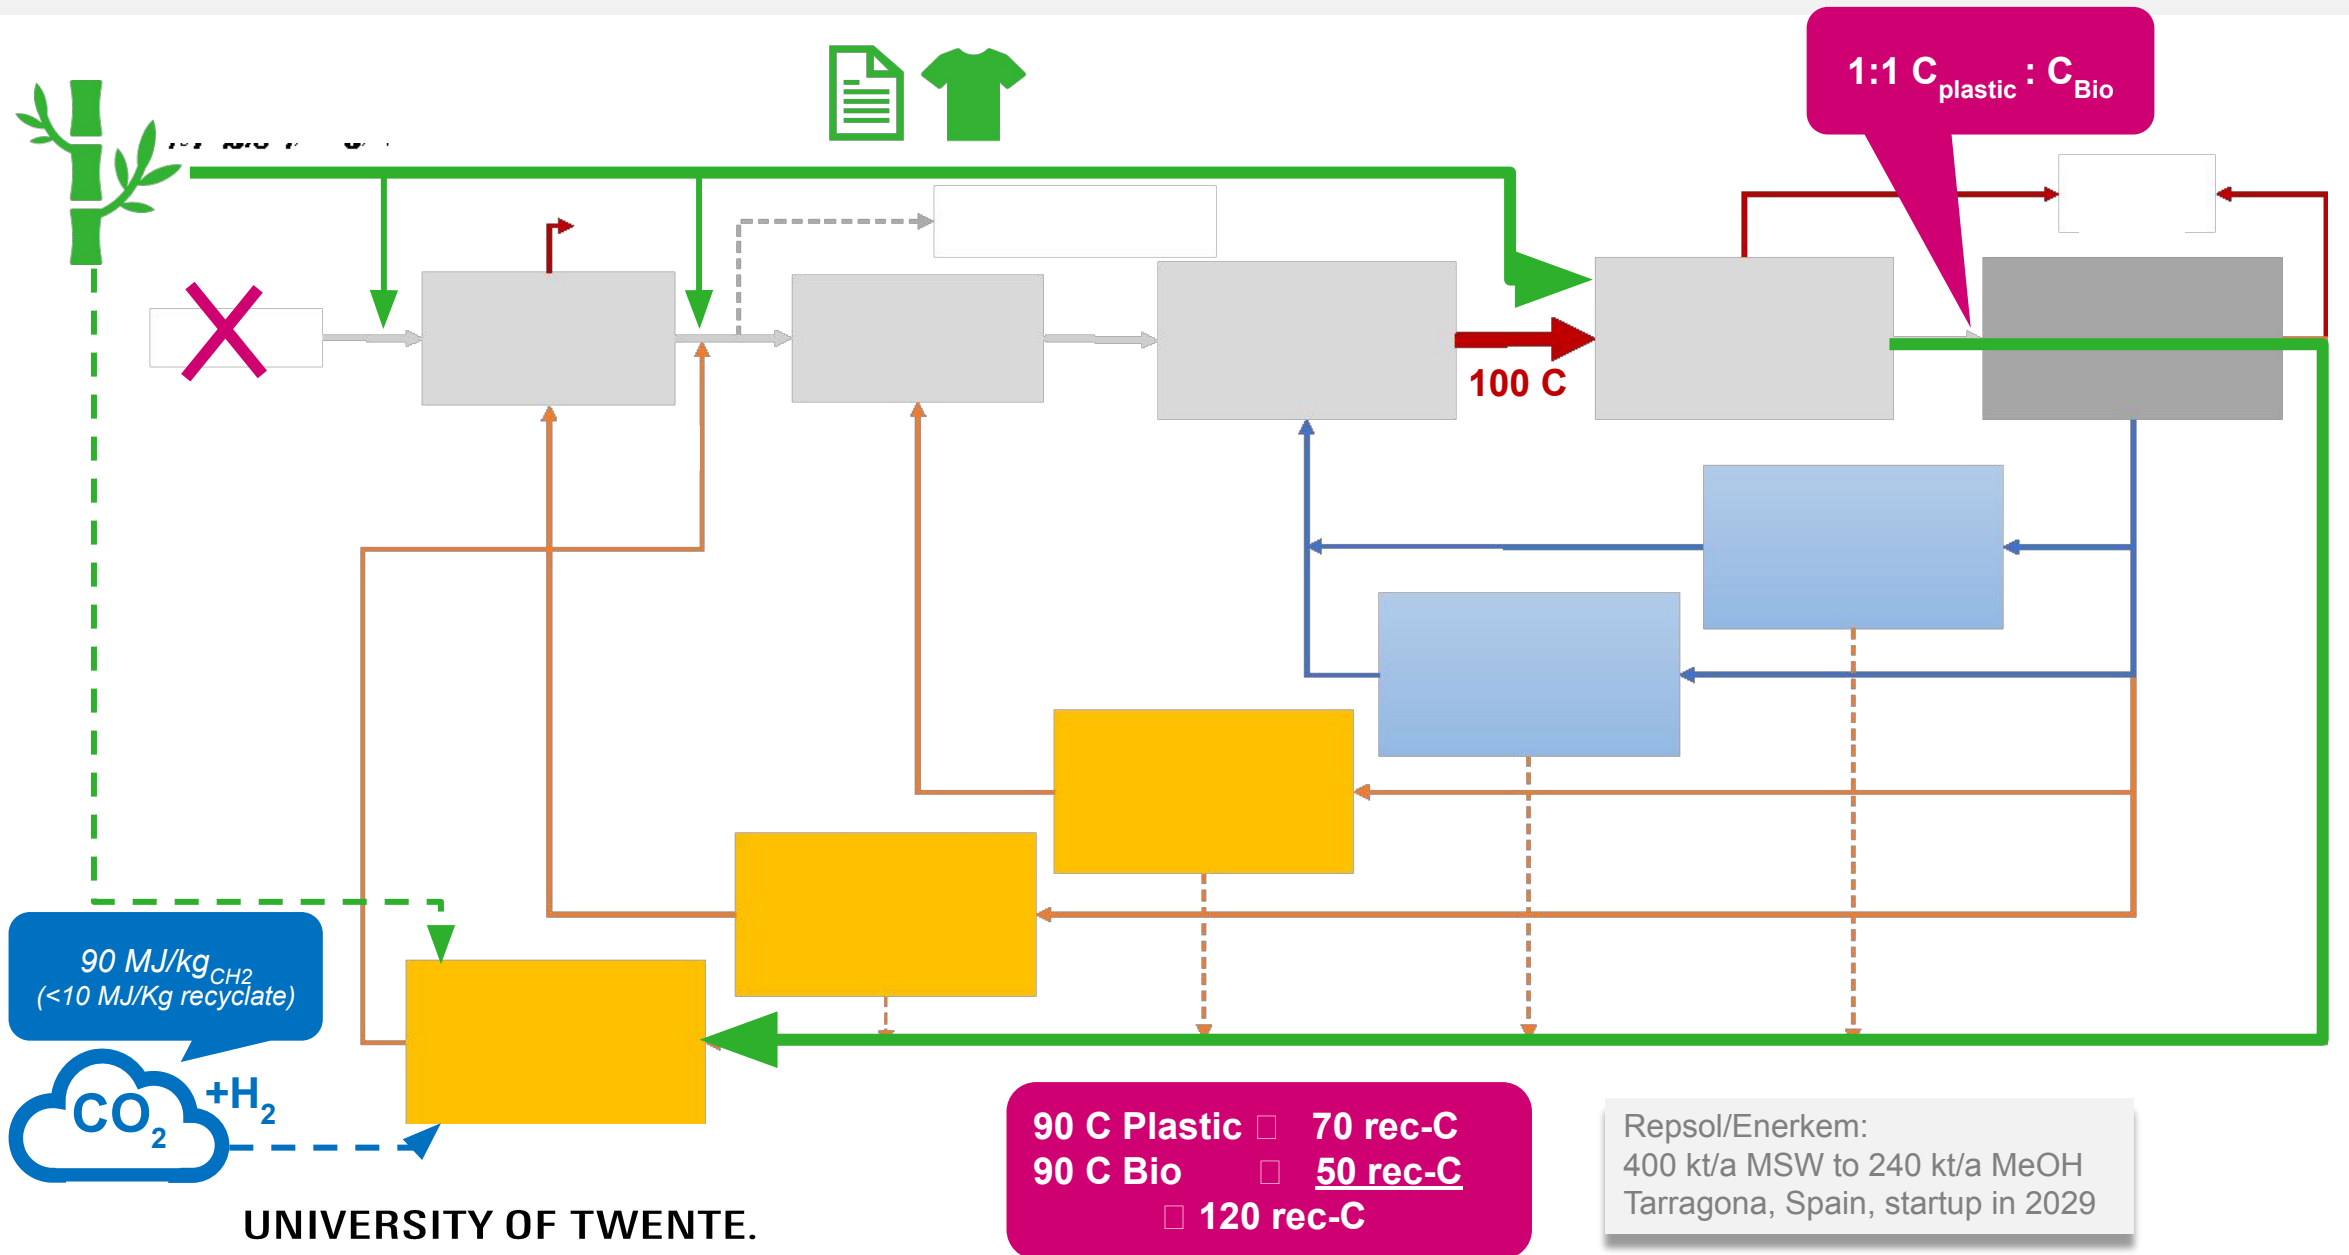 1:1 Cplastic : CBio
100 C
90 MJ/kgCH2
(<10 MJ/Kg recyclate)
CO2
+H2
90 C Plastic 70 rec-C
90 C Bio 50 rec-C
120 rec-C
Repsol/Enerkem:
400 kt/a MSW to 240 kt/a MeOH
Tarragona, Spain, startup in 2029
UNIVERSITY OF TWENTE.